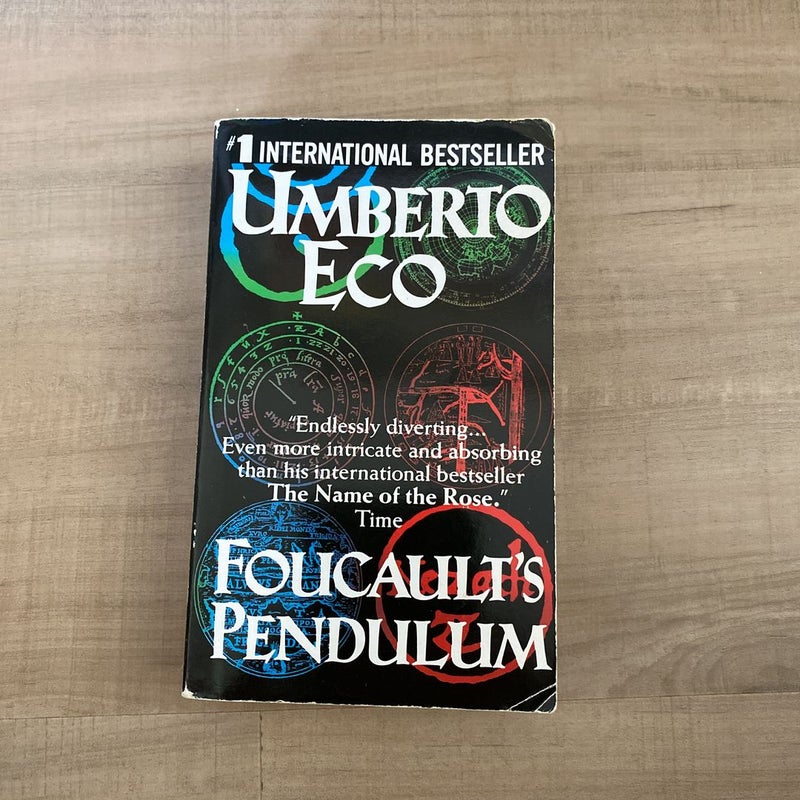 #1 INTERNATIONAL BESTSELLER
UMBERTO
ECO
"Endlessly diverting...
Even more intricate and absorbing
than his international bestseller
The Name of the Rose."
Time
FOUCAULT'S
PENDULUM